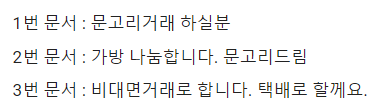 1번 문서 : 문고리거래 하실분
2번 문서 : 가방 나눔합니다. 문고리드림
3번 문서 : 비대면거래로 합니다. 택배로 할께요.